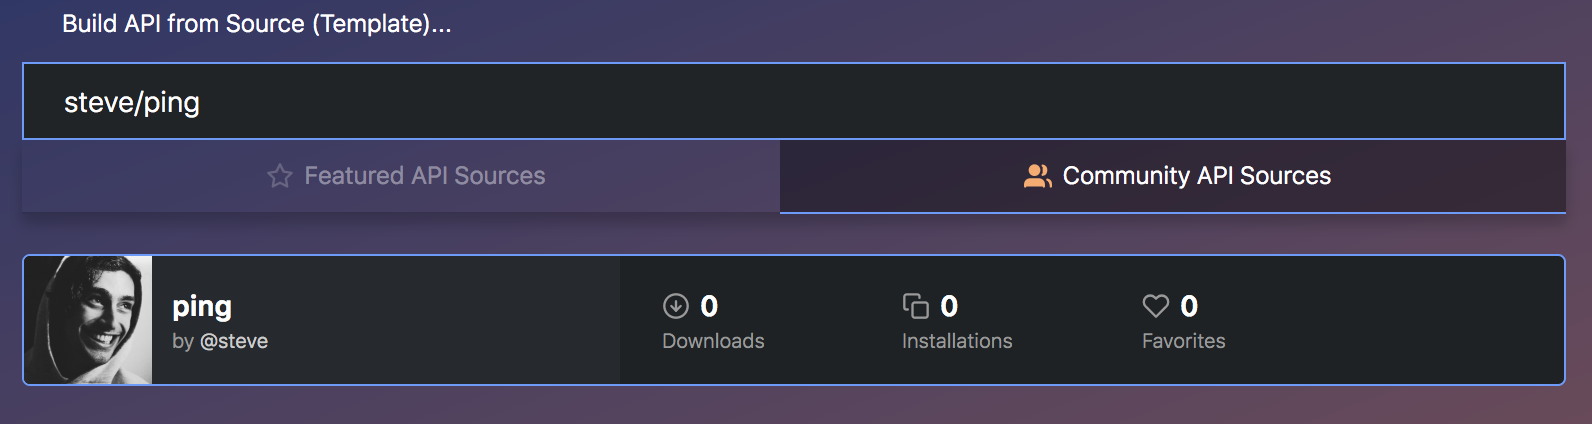 Build API from Source (Template)...
steve/ping
Featured API Sources
Community API Sources
ping
by @steve
0
Downloads
0
Installations
0
Favorites